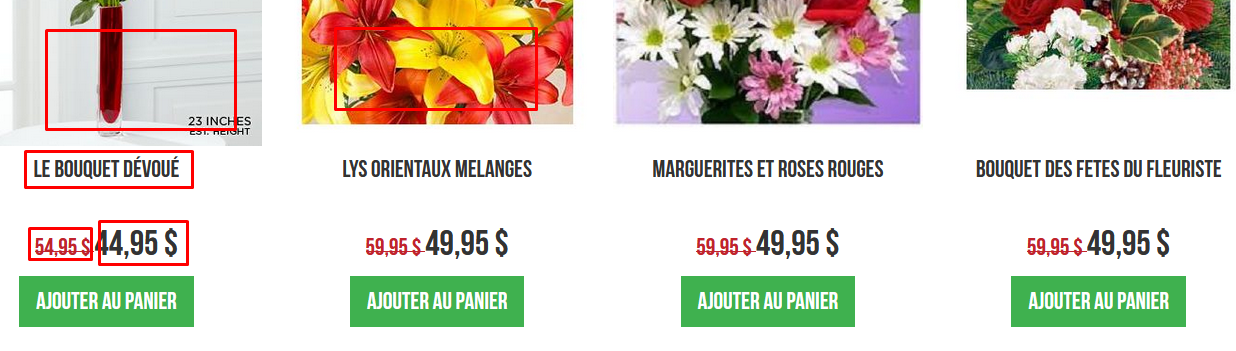 23 INCHES
EST. HEIGHT
LE BOUQUET DÉVOUÉ
LYS ORIENTAUX MELANGES
MARGUERITES ET ROSES ROUGES
BOUQUET DES FETES DU FLEURISTE
54,95 $ 44,95 $
59,95 $ 49,95 $
59,95 $ 49,95 $
59,95 $ 49,95 $
AJOUTER AU PANIER
AJOUTER AU PANIER
AJOUTER AU PANIER
AJOUTER AU PANIER